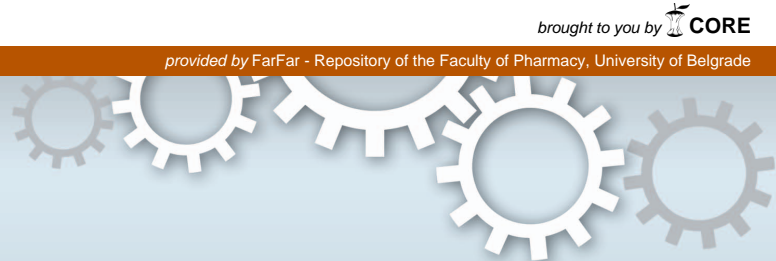 brought to you by CORE
provided by FarFar - Repository of the Faculty of Pharmacy, University of Belgrade